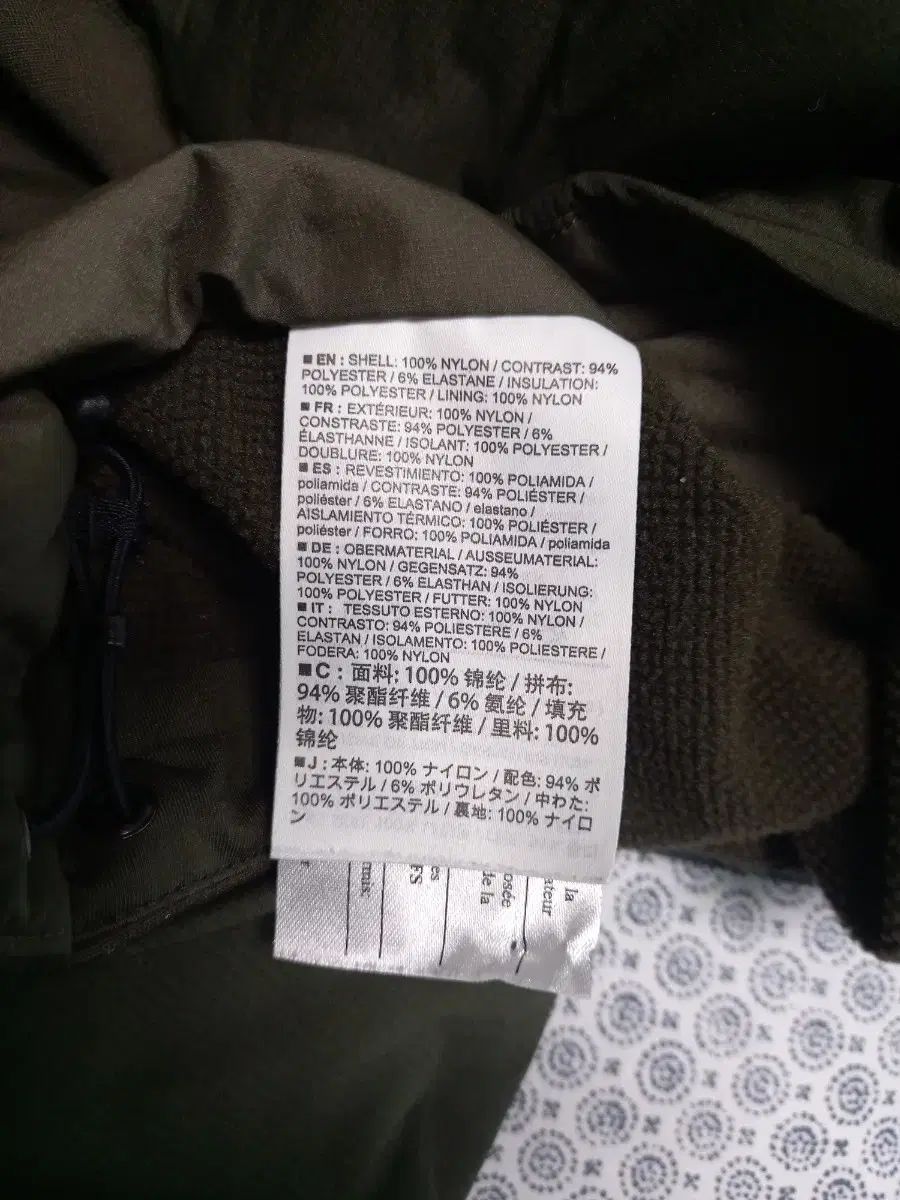 ■ EN : SHELL: 100% NYLON / CONTRAST: 94%
POLYESTER / 6% ELASTANE / INSULATION:
100% POLYESTER / LINING: 100% NYLON
■ FR : EXTÉRIEUR: 100% NYLON /
CONSTRASTE: 94% POLYESTER / 6%
ÉLASTHANNE / ISOLANT: 100% POLYESTER /
DOUBLURE: 100% NYLON
■ ES : REVESTIMIENTO: 100% POLIAMIDA /
poliamida / CONTRASTE: 94% POLIÉSTER /
poliéster / 6% ELASTANO / elastano /
AISLAMIENTO TÉRMICO: 100% POLIÉSTER /
poliéster / FORRO: 100% POLIAMIDA / poliamida
■ DE : OBERMATERIAL / AUSSEUMATERIAL:
100% NYLON / GEGENSATZ: 94%
POLYESTER / 6% ELASTHAN / ISOLIERUNG:
100% POLYESTER / FUTTER: 100% NYLON
■ IT : TESSUTO ESTERNO: 100% NYLON /
CONTRASTO: 94% POLIESTERE / 6%
ELASTAN / ISOLAMENTO: 100% POLIESTERE /
FODERA: 100% NYLON
■ C : 面料: 100% 锦纶 / 拼布:
94% 聚酯纤维 / 6% 氨纶 / 填充
物: 100% 聚酯纤维 / 里料: 100%
锦纶
■ J : 本体: 100% ナイロン / 配色: 94% ポ
リエステル / 6% ポリウレタン / 中わた:
100% ポリエステル / 裏地: 100% ナイロ
ン
la
ateur
osée
de la
es
FS